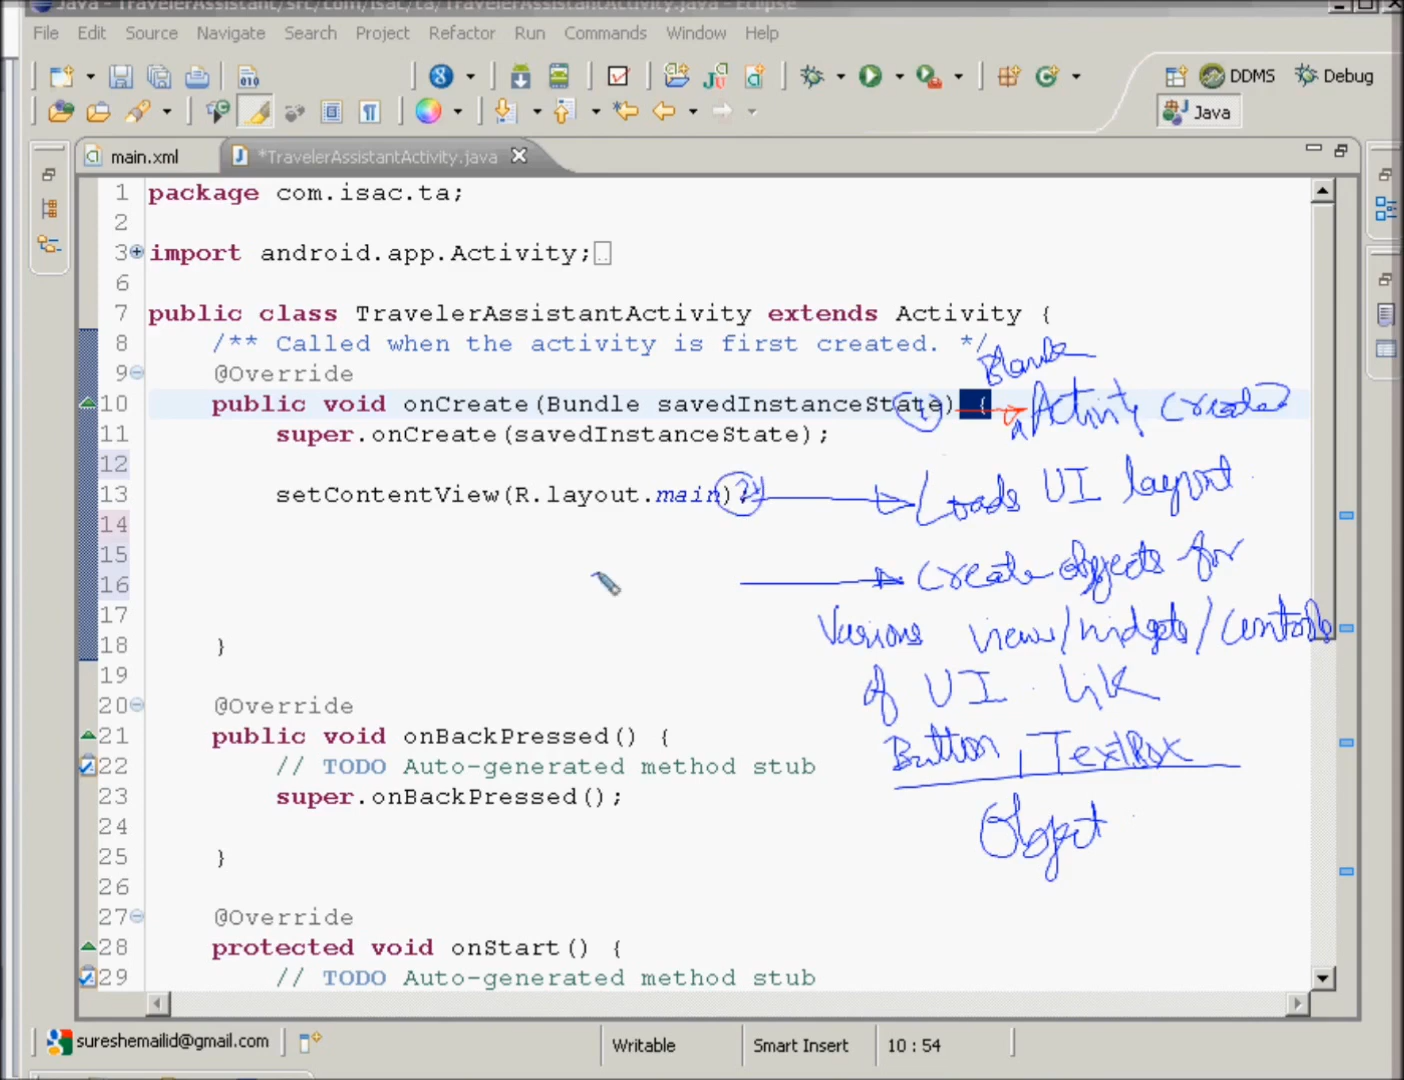 Java - TravelerAssistant/src/com/isac/ta/TravelerAssistantActivity.java - Eclipse
File Edit Source Navigate Search Project Refactor Run Commands Window Help
DDMS Debug
Java
main.xml *TravelerAssistantActivity.java
1 package com.isac.ta;
2
3 import android.app.Activity;
6
7 public class TravelerAssistantActivity extends Activity {
8 /** Called when the activity is first created. */
Blank
9 @Override
10 public void onCreate(Bundle savedInstanceState) { Activity Created
11 super.onCreate(savedInstanceState);
12
13 setContentView(R.layout.main); 2 Loads UI layout
14
15
16 Create objects for
17 Various view/widgets/controls
18 }
19 of UI
20 @Override
21 public void onBackPressed() { Button, TextBox
22 // TODO Auto-generated method stub
23 super.onBackPressed();
24 Object
25 }
26
27 @Override
28 protected void onStart() {
29 // TODO Auto-generated method stub
sureshemailid@gmail.com Writable Smart Insert 10 : 54